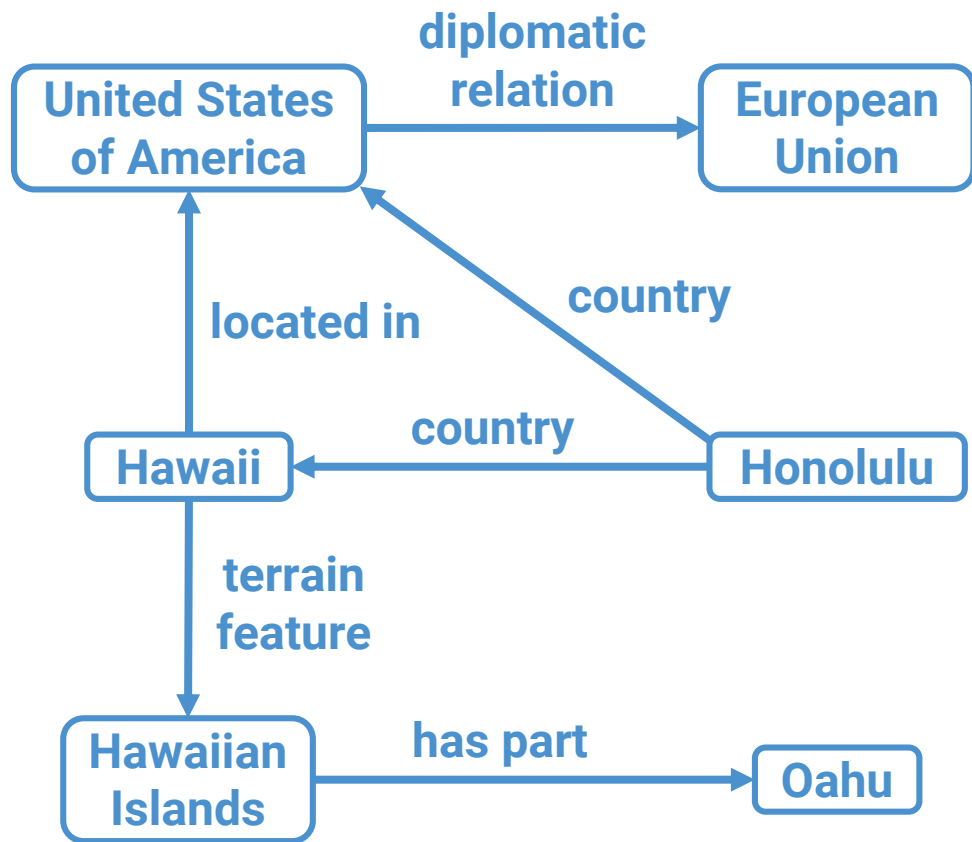 diplomatic
relation
United States
of America
European
Union
country
located in
country
Hawaii
Honolulu
terrain
feature
Hawaiian
Islands
has part
Oahu